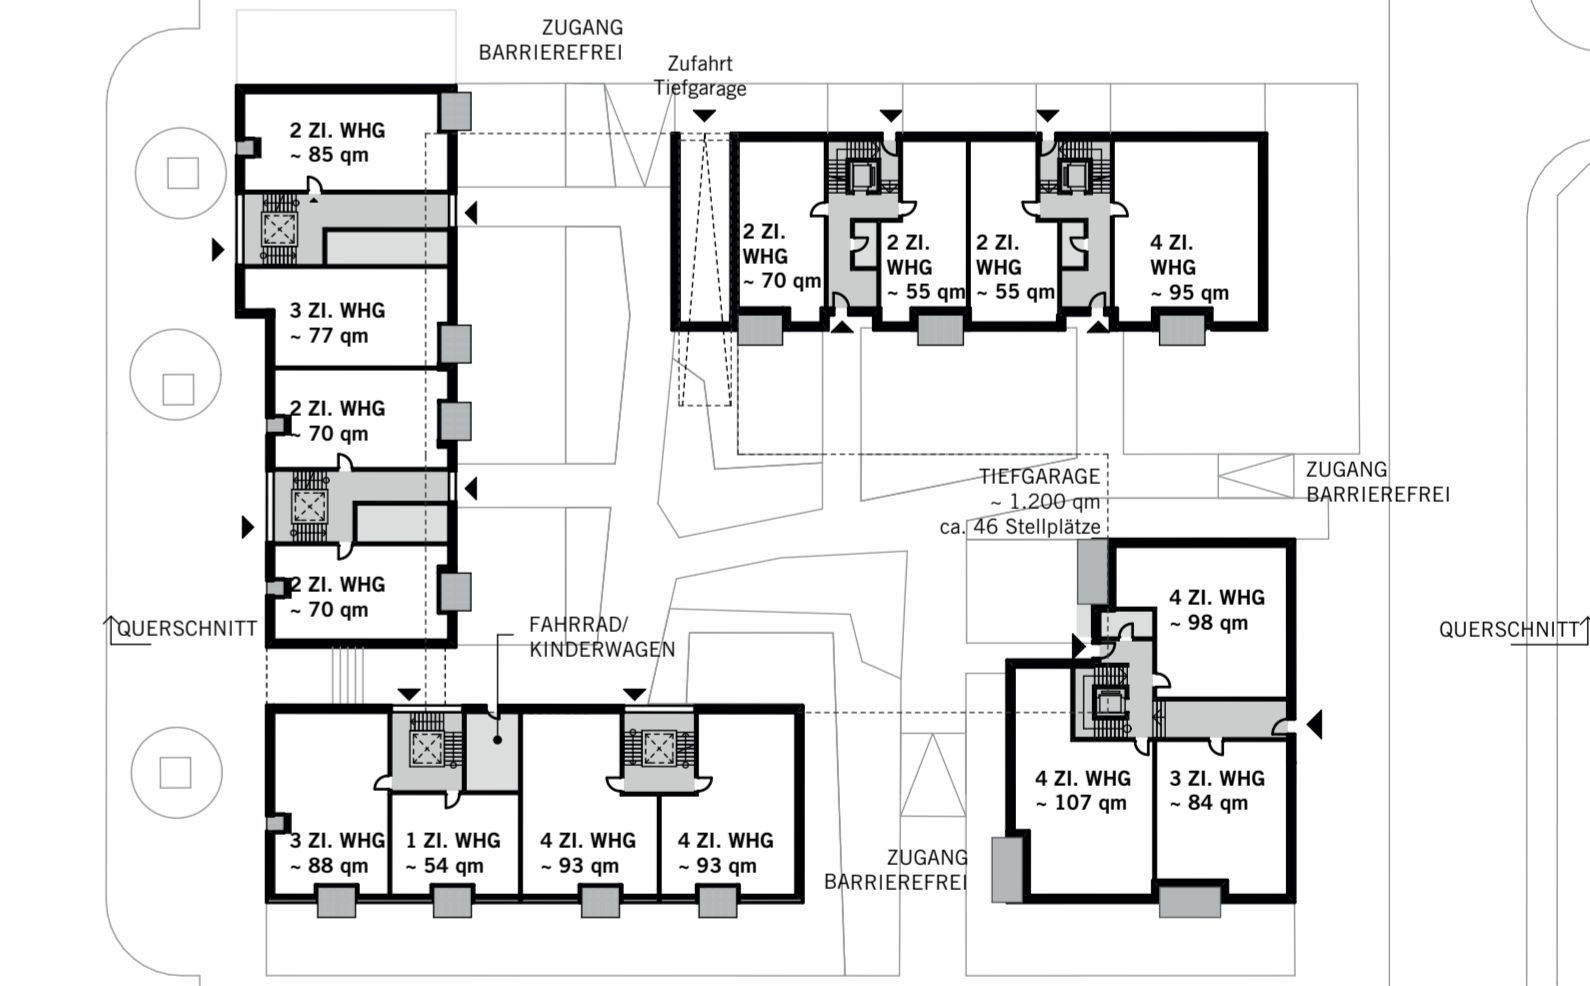 ZUGANG
BARRIEREFREI
Zufahrt
Tiefgarage
2 ZI. WHG
~ 85 qm
3 ZI. WHG
~ 77 qm
2 ZI. WHG
~ 70 qm
2 ZI. WHG
~ 70 qm
2 ZI.
WHG
~ 70 qm
2 ZI.
WHG
~ 55 qm
2 ZI.
WHG
~ 55 qm
4 ZI.
WHG
~ 95 qm
TIEFGARAGE
~ 1.200 qm
ca. 46 Stellplätze
ZUGANG
BARRIEREFREI
QUERSCHNITT
FAHRRAD/
KINDERWAGEN
QUERSCHNITT
4 ZI. WHG
~ 98 qm
4 ZI. WHG
~ 107 qm
3 ZI. WHG
~ 84 qm
3 ZI. WHG
~ 88 qm
1 ZI. WHG
~ 54 qm
4 ZI. WHG
~ 93 qm
4 ZI. WHG
~ 93 qm
ZUGANG
BARRIEREFREI